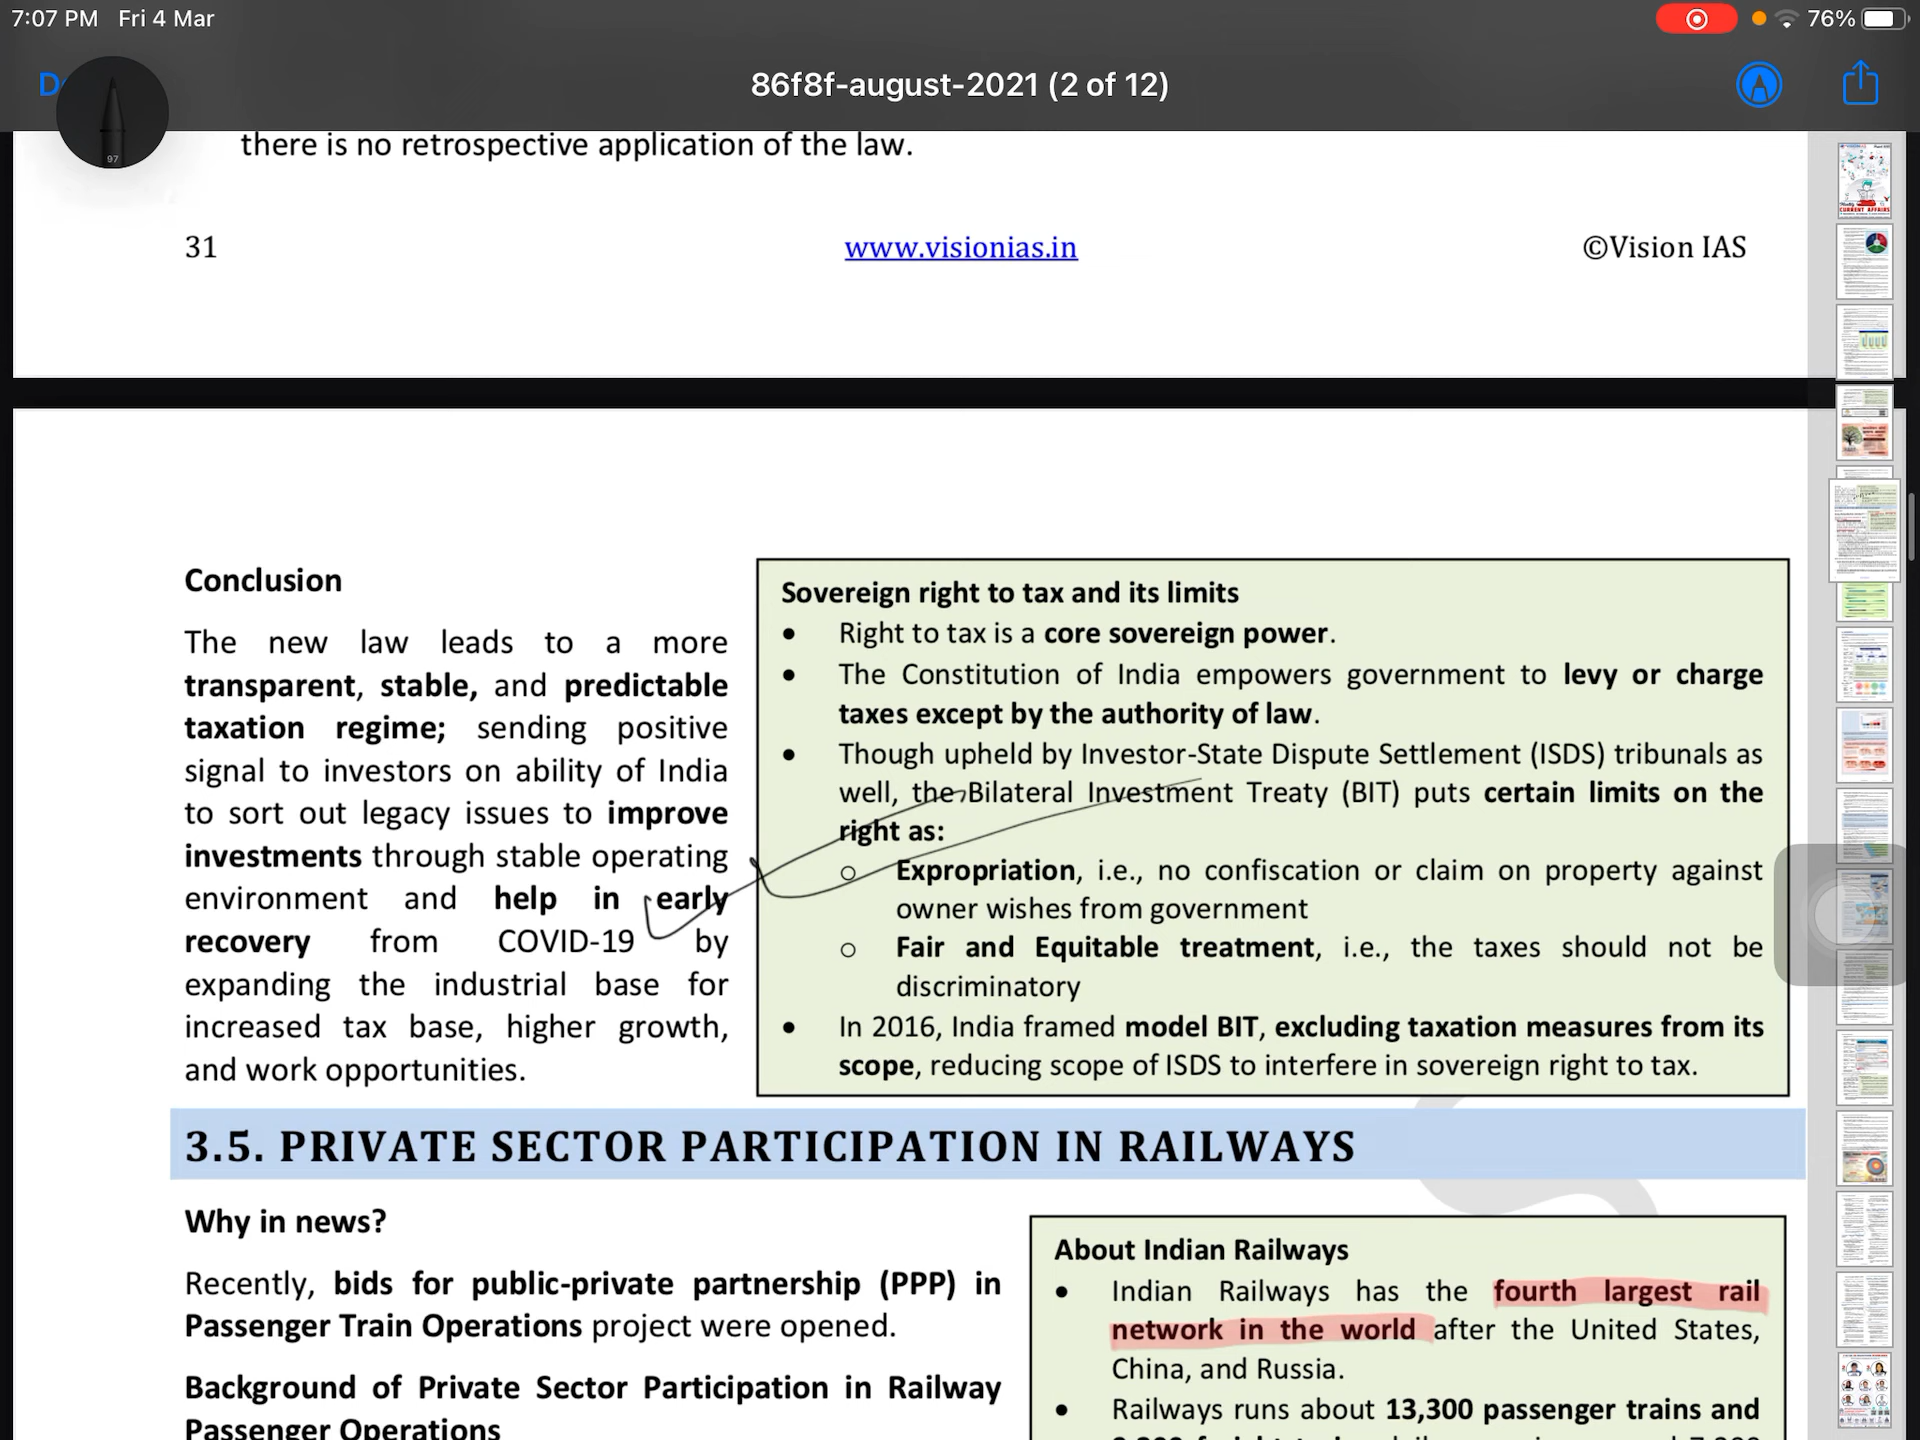 7:07 PM Fri 4 Mar
76%
86f8f-august-2021 (2 of 12)
97
there is no retrospective application of the law.
31 www.visionias.in ©Vision IAS
Conclusion
The new law leads to a more
transparent, stable, and predictable
taxation regime; sending positive
signal to investors on ability of India
to sort out legacy issues to improve
investments through stable operating
environment and help in early
recovery from COVID-19 by
expanding the industrial base for
increased tax base, higher growth,
and work opportunities.
Sovereign right to tax and its limits
• Right to tax is a core sovereign power.
• The Constitution of India empowers government to levy or charge
taxes except by the authority of law.
• Though upheld by Investor-State Dispute Settlement (ISDS) tribunals as
well, the Bilateral Investment Treaty (BIT) puts certain limits on the
right as:
o Expropriation, i.e., no confiscation or claim on property against
owner wishes from government
o Fair and Equitable treatment, i.e., the taxes should not be
discriminatory
• In 2016, India framed model BIT, excluding taxation measures from its
scope, reducing scope of ISDS to interfere in sovereign right to tax.
3.5. PRIVATE SECTOR PARTICIPATION IN RAILWAYS
Why in news?
Recently, bids for public-private partnership (PPP) in
Passenger Train Operations project were opened.
Background of Private Sector Participation in Railway
Passenger Operations
About Indian Railways
• Indian Railways has the fourth largest rail
network in the world after the United States,
China, and Russia.
• Railways runs about 13,300 passenger trains and